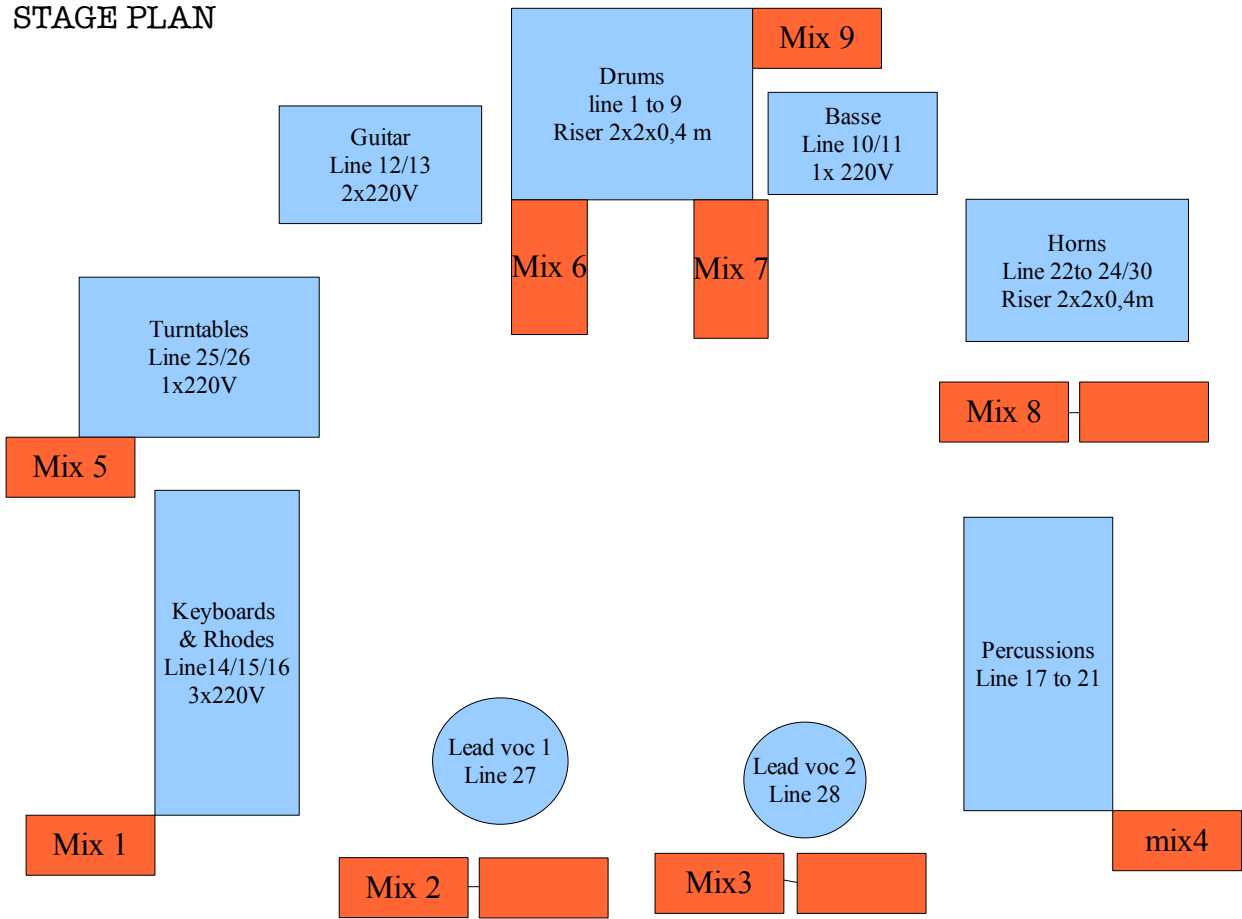 STAGE PLAN
Mix 9
Drums
line 1 to 9
Riser 2x2x0,4 m
Guitar
Line 12/13
2x220V
Basse
Line 10/11
1x 220V
Mix 6
Mix 7
Horns
Line 22to 24/30
Riser 2x2x0,4m
Turntables
Line 25/26
1x220V
Mix 8
Mix 5
Keyboards
& Rhodes
Line14/15/16
3x220V
Percussions
Line 17 to 21
Lead voc 1
Line 27
Lead voc 2
Line 28
Mix 1
Mix 2
Mix3
mix4